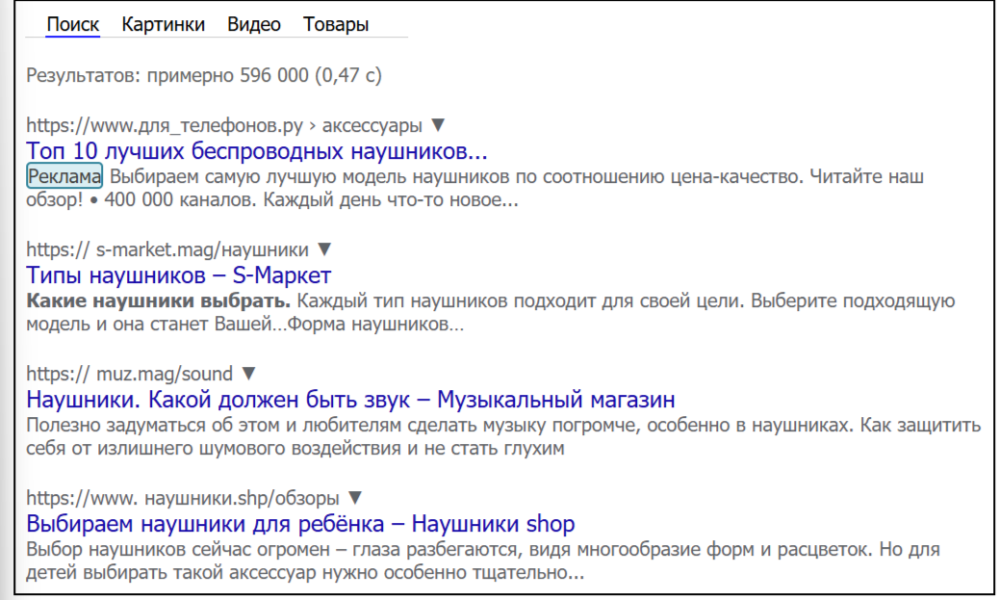 Поиск Картинки Видео Товары
Результатов: примерно 596 000 (0,47 с)
https://www.для_телефонов.ру › аксессуары ▼
Топ 10 лучших беспроводных наушников...
Реклама Выбираем самую лучшую модель наушников по соотношению цена-качество. Читайте наш
обзор! • 400 000 каналов. Каждый день что-то новое...
https:// s-market.mag/наушники ▼
Типы наушников – S-Маркет
Какие наушники выбрать. Каждый тип наушников подходит для своей цели. Выберите подходящую
модель и она станет Вашей...Форма наушников...
https:// muz.mag/sound ▼
Наушники. Какой должен быть звук – Музыкальный магазин
Полезно задуматься об этом и любителям сделать музыку погромче, особенно в наушниках. Как защитить
себя от излишнего шумового воздействия и не стать глухим
https://www. наушники.shp/обзоры ▼
Выбираем наушники для ребёнка – Наушники shop
Выбор наушников сейчас огромен – глаза разбегаются, видя многообразие форм и расцветок. Но для
детей выбирать такой аксессуар нужно особенно тщательно...